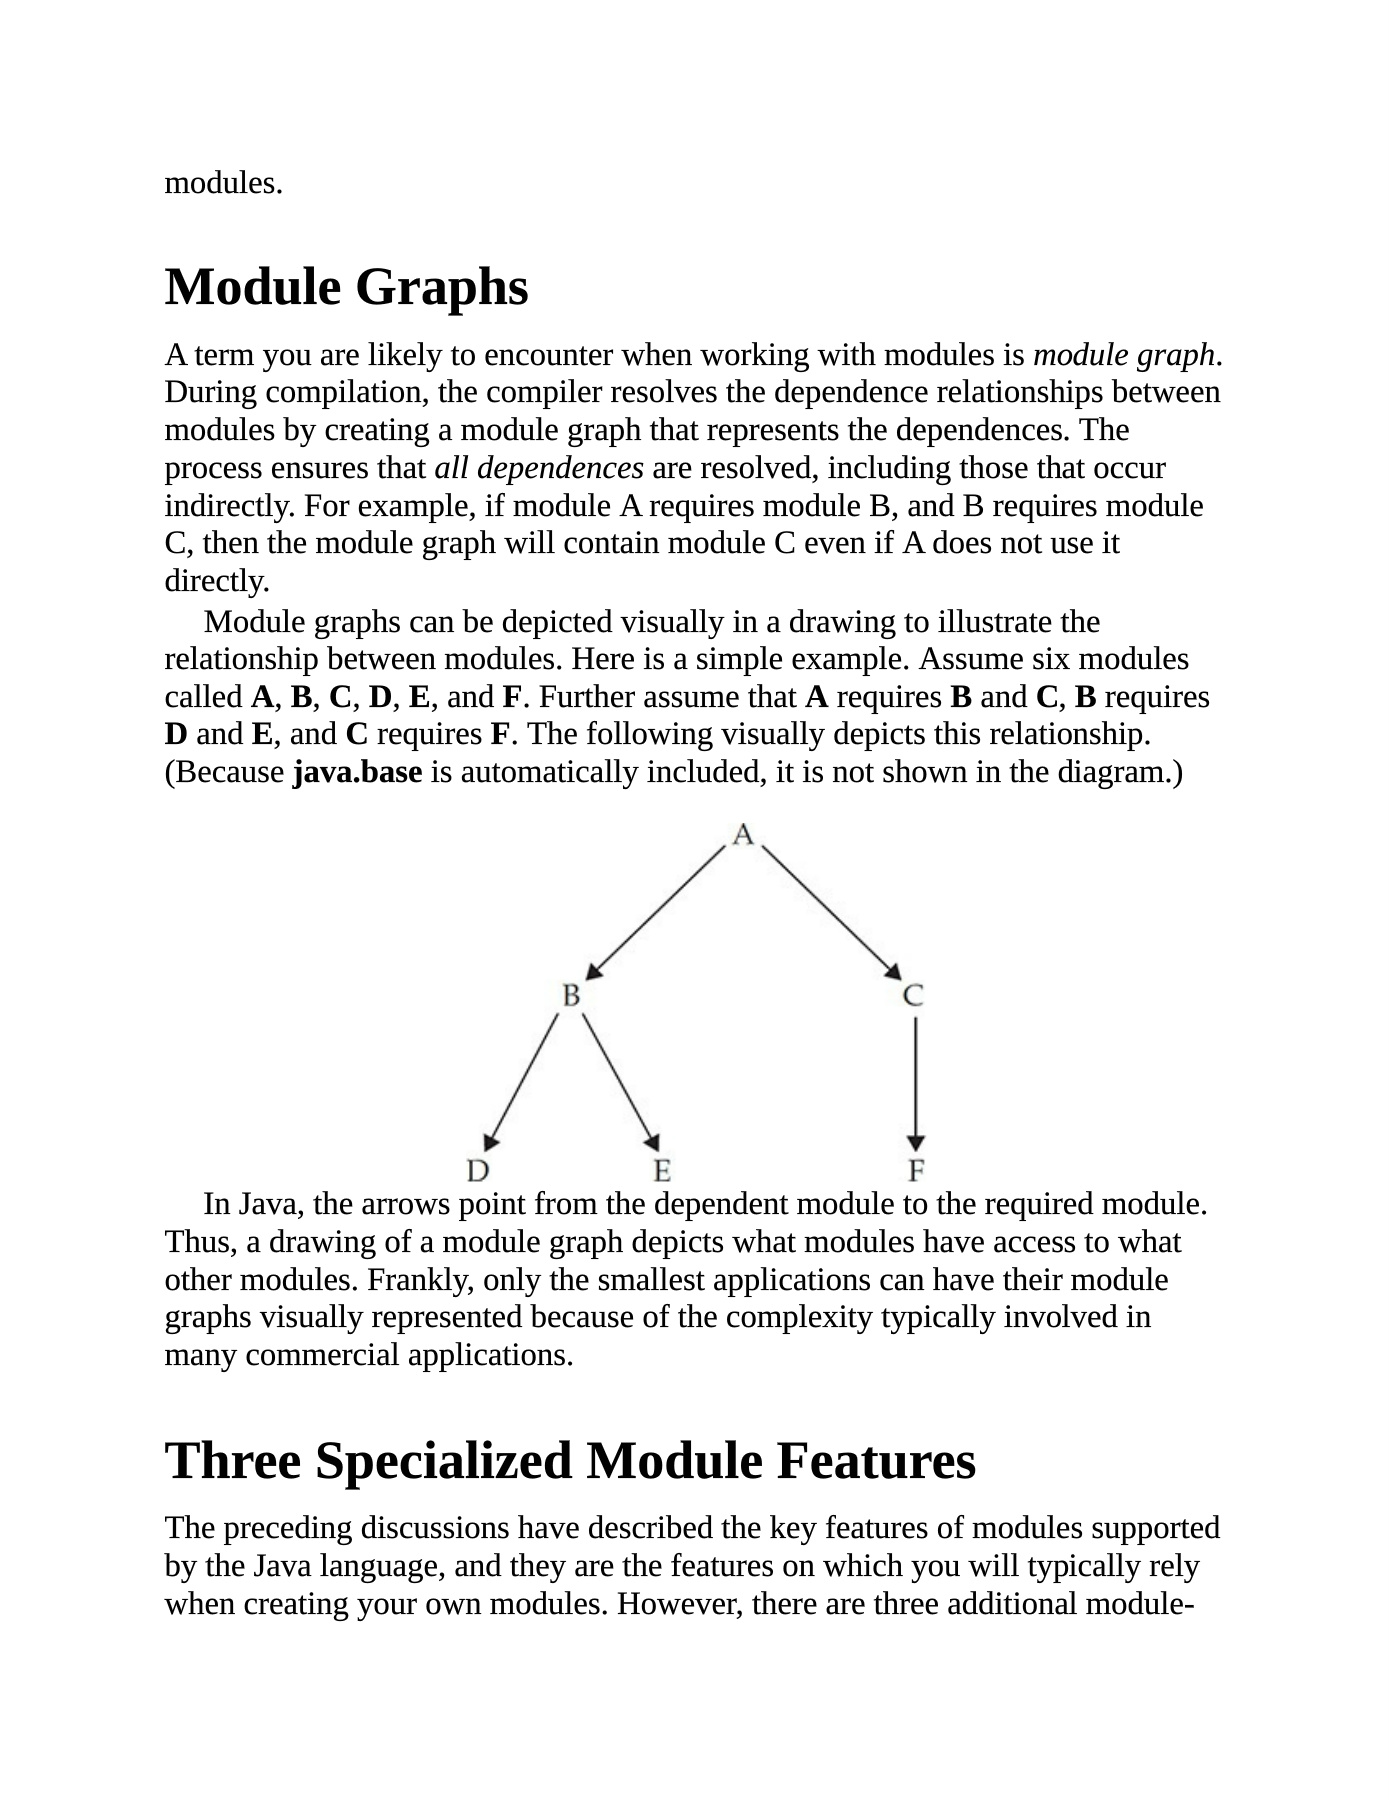 modules.
Module Graphs
A term you are likely to encounter when working with modules is module graph.
During compilation, the compiler resolves the dependence relationships between
modules by creating a module graph that represents the dependences. The
process ensures that all dependences are resolved, including those that occur
indirectly. For example, if module A requires module B, and B requires module
C, then the module graph will contain module C even if A does not use it
directly.
Module graphs can be depicted visually in a drawing to illustrate the
relationship between modules. Here is a simple example. Assume six modules
called A, B, C, D, E, and F. Further assume that A requires B and C, B requires
D and E, and C requires F. The following visually depicts this relationship.
(Because java.base is automatically included, it is not shown in the diagram.)
A
B C
D E F
In Java, the arrows point from the dependent module to the required module.
Thus, a drawing of a module graph depicts what modules have access to what
other modules. Frankly, only the smallest applications can have their module
graphs visually represented because of the complexity typically involved in
many commercial applications.
Three Specialized Module Features
The preceding discussions have described the key features of modules supported
by the Java language, and they are the features on which you will typically rely
when creating your own modules. However, there are three additional module-